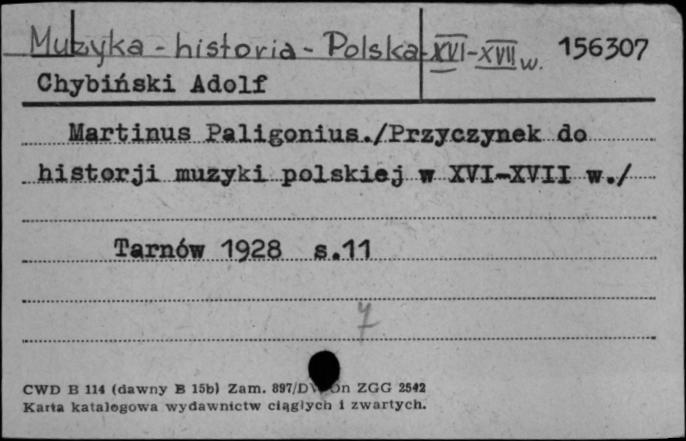 Muzyka - historia - Polska - XVI-XVII w. 156307
Chybiński Adolf
Martinus Paligonius./Przyczynek do
historji muzyki polskiej w XVI-XVII w./
Tarnów 1928 s.11
7
CWD B 114 (dawny B 15b) Zam. 897/D ZGG 2542
Karta katalogowa wydawnictw ciągłych i zwartych.